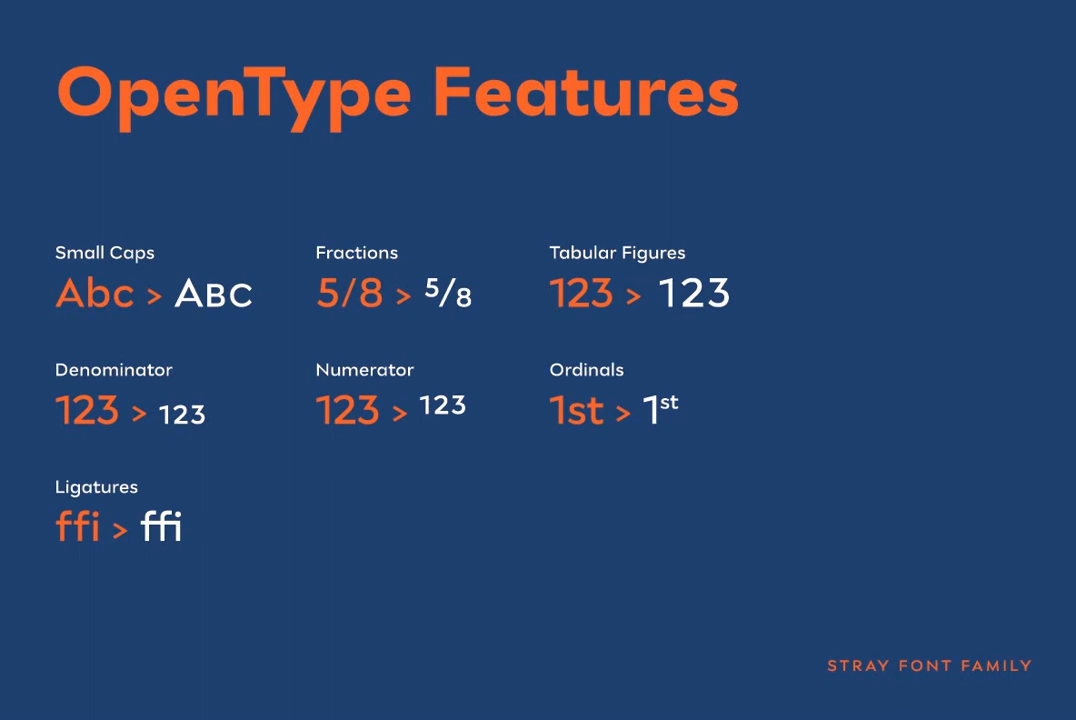 OpenType Features
Small Caps
Abc > ABC
Fractions
5/8 > 5/8
Tabular Figures
123 > 123
Denominator
123 > 123
Numerator
123 > 123
Ordinals
1st > 1st
Ligatures
ffi > ffi
STRAY FONT FAMILY